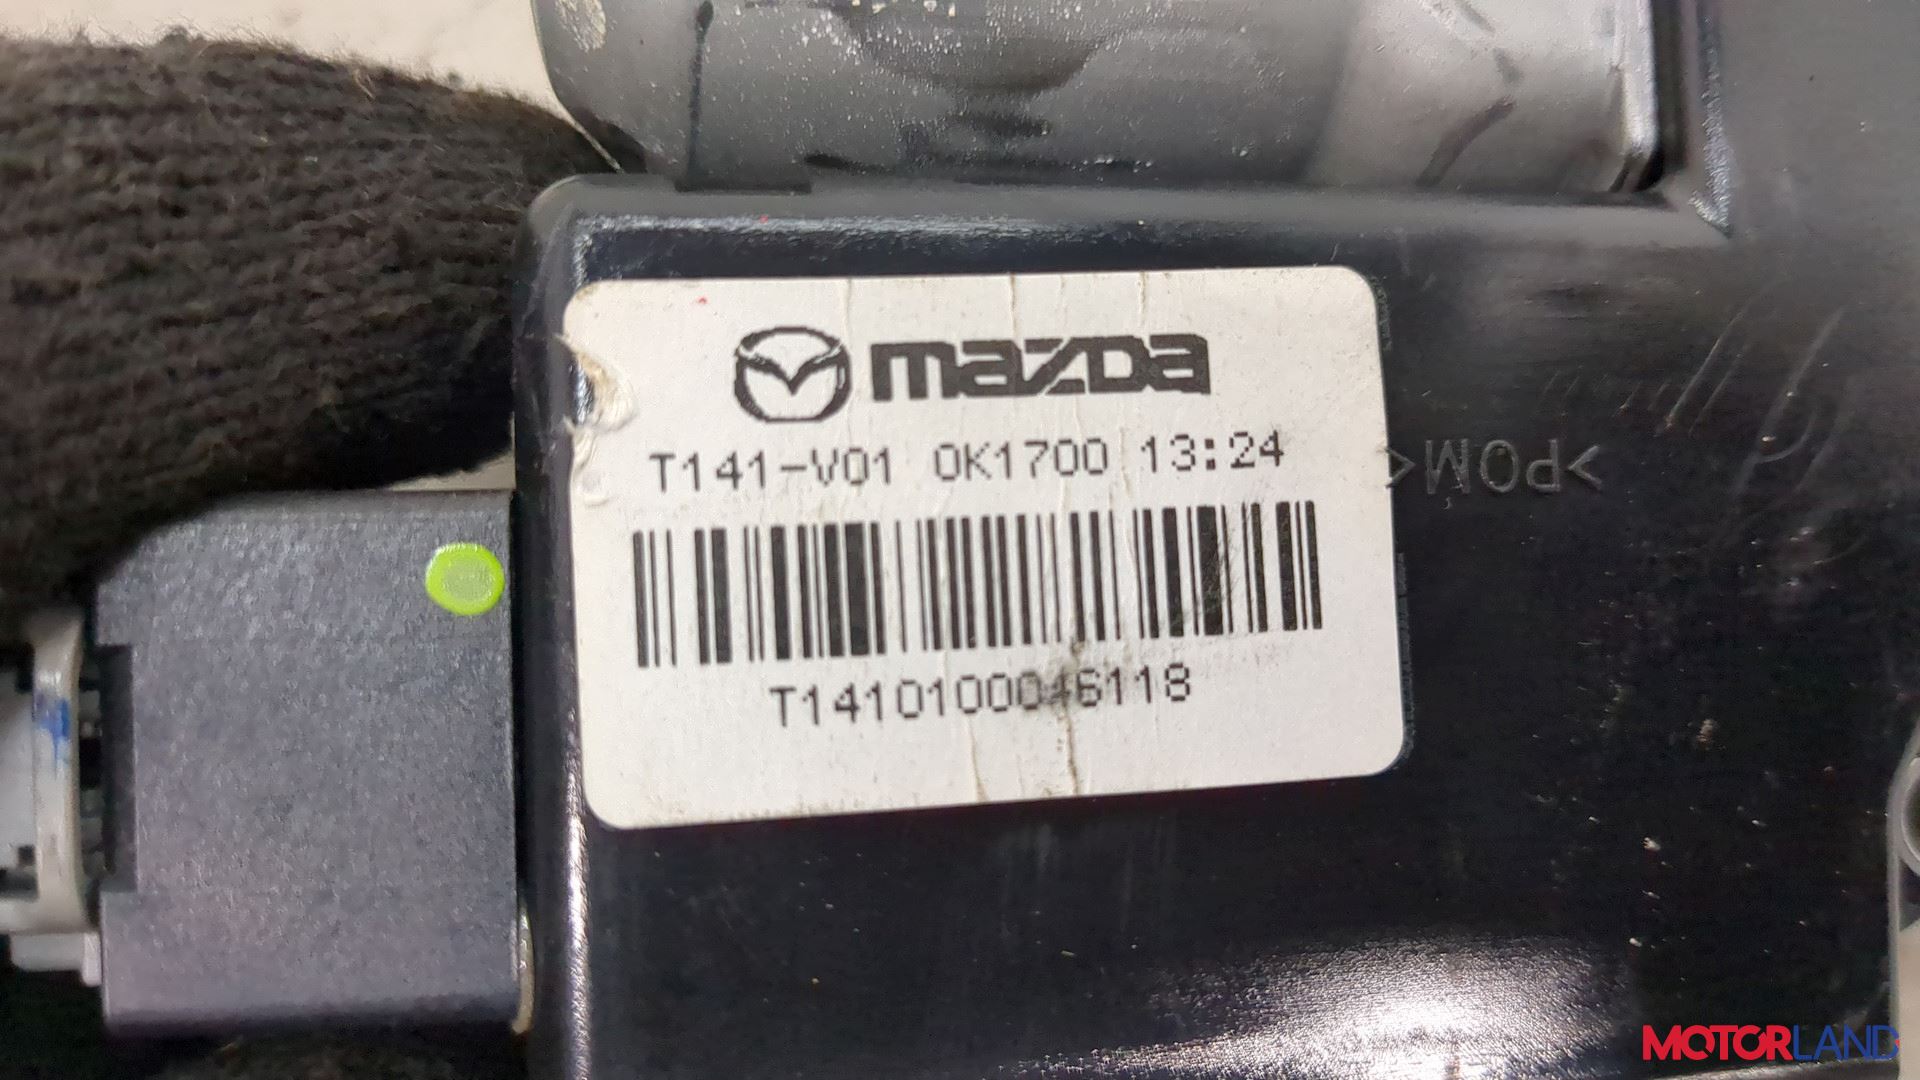 mazda
T141-V01 0K1700 13:24
>POM<
T1410100046118
MOTORLAND